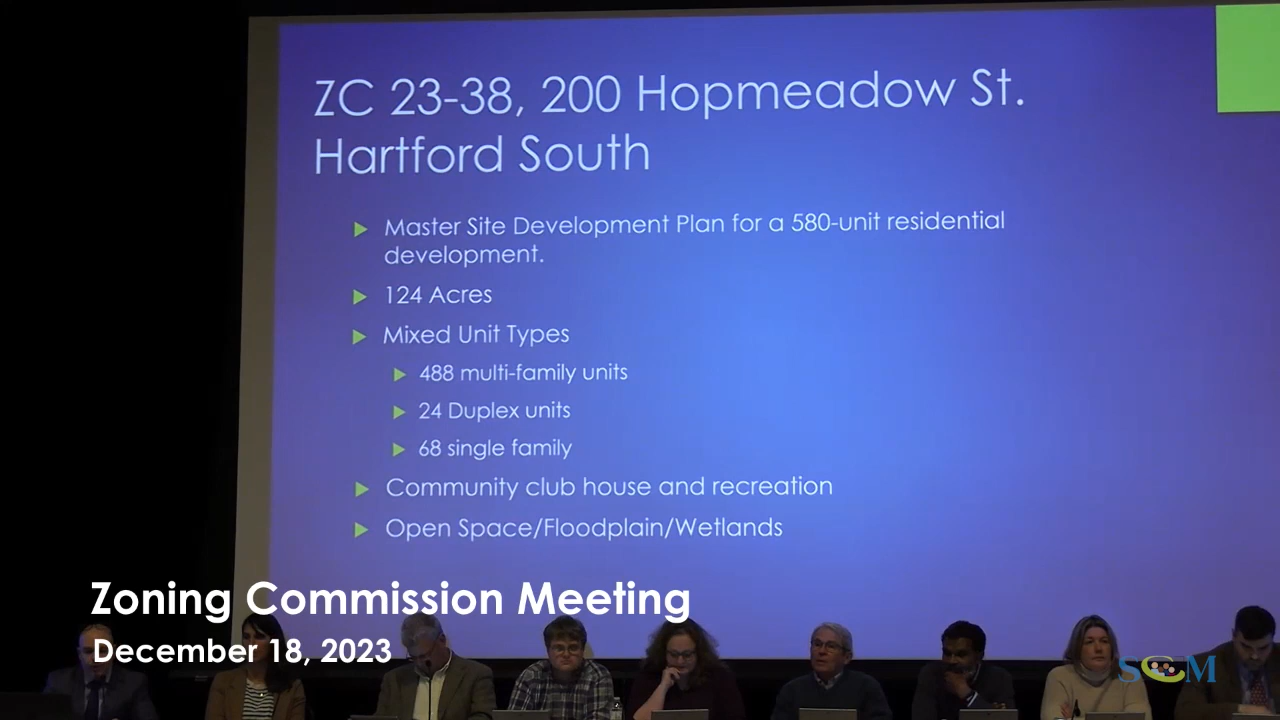 ZC 23-38, 200 Hopmeadow St.
Hartford South
Master Site Development Plan for a 580-unit residential
development.
124 Acres
Mixed Unit Types
488 multi-family units
24 Duplex units
68 single family
Community club house and recreation
Open Space/Floodplain/Wetlands
Zoning Commission Meeting
December 18, 2023
SCM